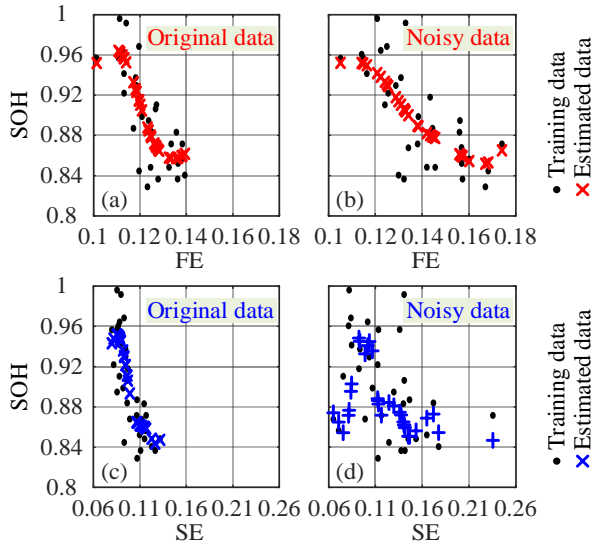 1
0.96
0.92
0.88
0.84
0.8
SOH
Original data
(a)
0.1
0.12
0.14
0.16
0.18
FE
Noisy data
(b)
0.1
0.12
0.14
0.16
0.18
FE
Training data
Estimated data
1
0.96
0.92
0.88
0.84
0.8
SOH
Original data
(c)
0.06
0.11
0.16
0.21
0.26
SE
Noisy data
(d)
0.06
0.11
0.16
0.21
0.26
SE
Training data
Estimated data